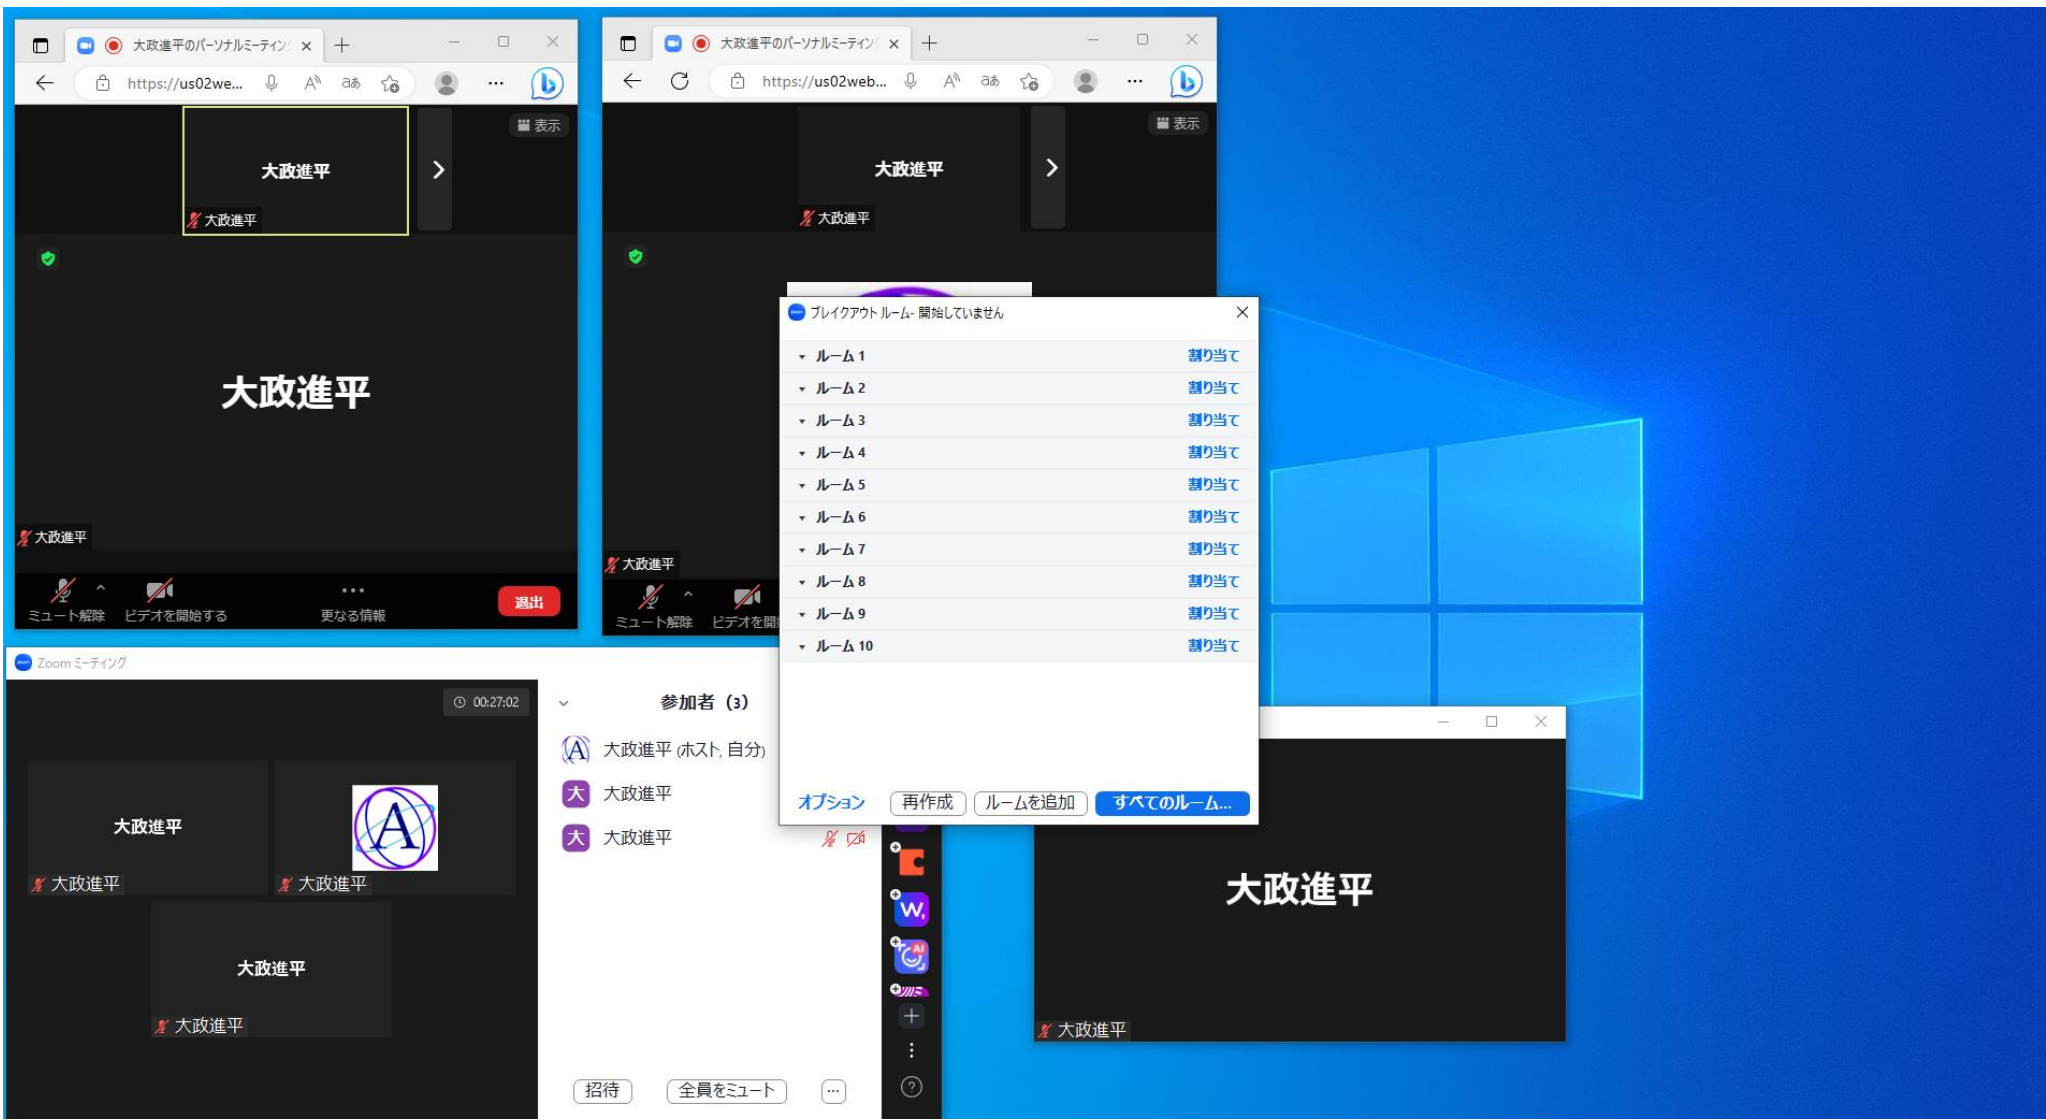 大政進平のパーソナルミーティン
https://us02we...
表示
大政進平
大政進平
大政進平
大政進平
ミュート解除
ビデオを開始する
更なる情報
退出
大政進平のパーソナルミーティン
https://us02web...
表示
大政進平
大政進平
大政進平
ミュート解除
ビデオを開
ブレイクアウト ルーム- 開始していません
ルーム 1 割り当て
ルーム 2 割り当て
ルーム 3 割り当て
ルーム 4 割り当て
ルーム 5 割り当て
ルーム 6 割り当て
ルーム 7 割り当て
ルーム 8 割り当て
ルーム 9 割り当て
ルーム 10 割り当て
オプション 再作成 ルームを追加 すべてのルーム...
Zoom ミーティング
00:27:02
大政進平
大政進平
A
大政進平
大政進平
大政進平
参加者 (3)
A 大政進平 (ホスト, 自分)
大 大政進平
大 大政進平
招待 全員をミュート ...
W,
AI
大政進平
大政進平